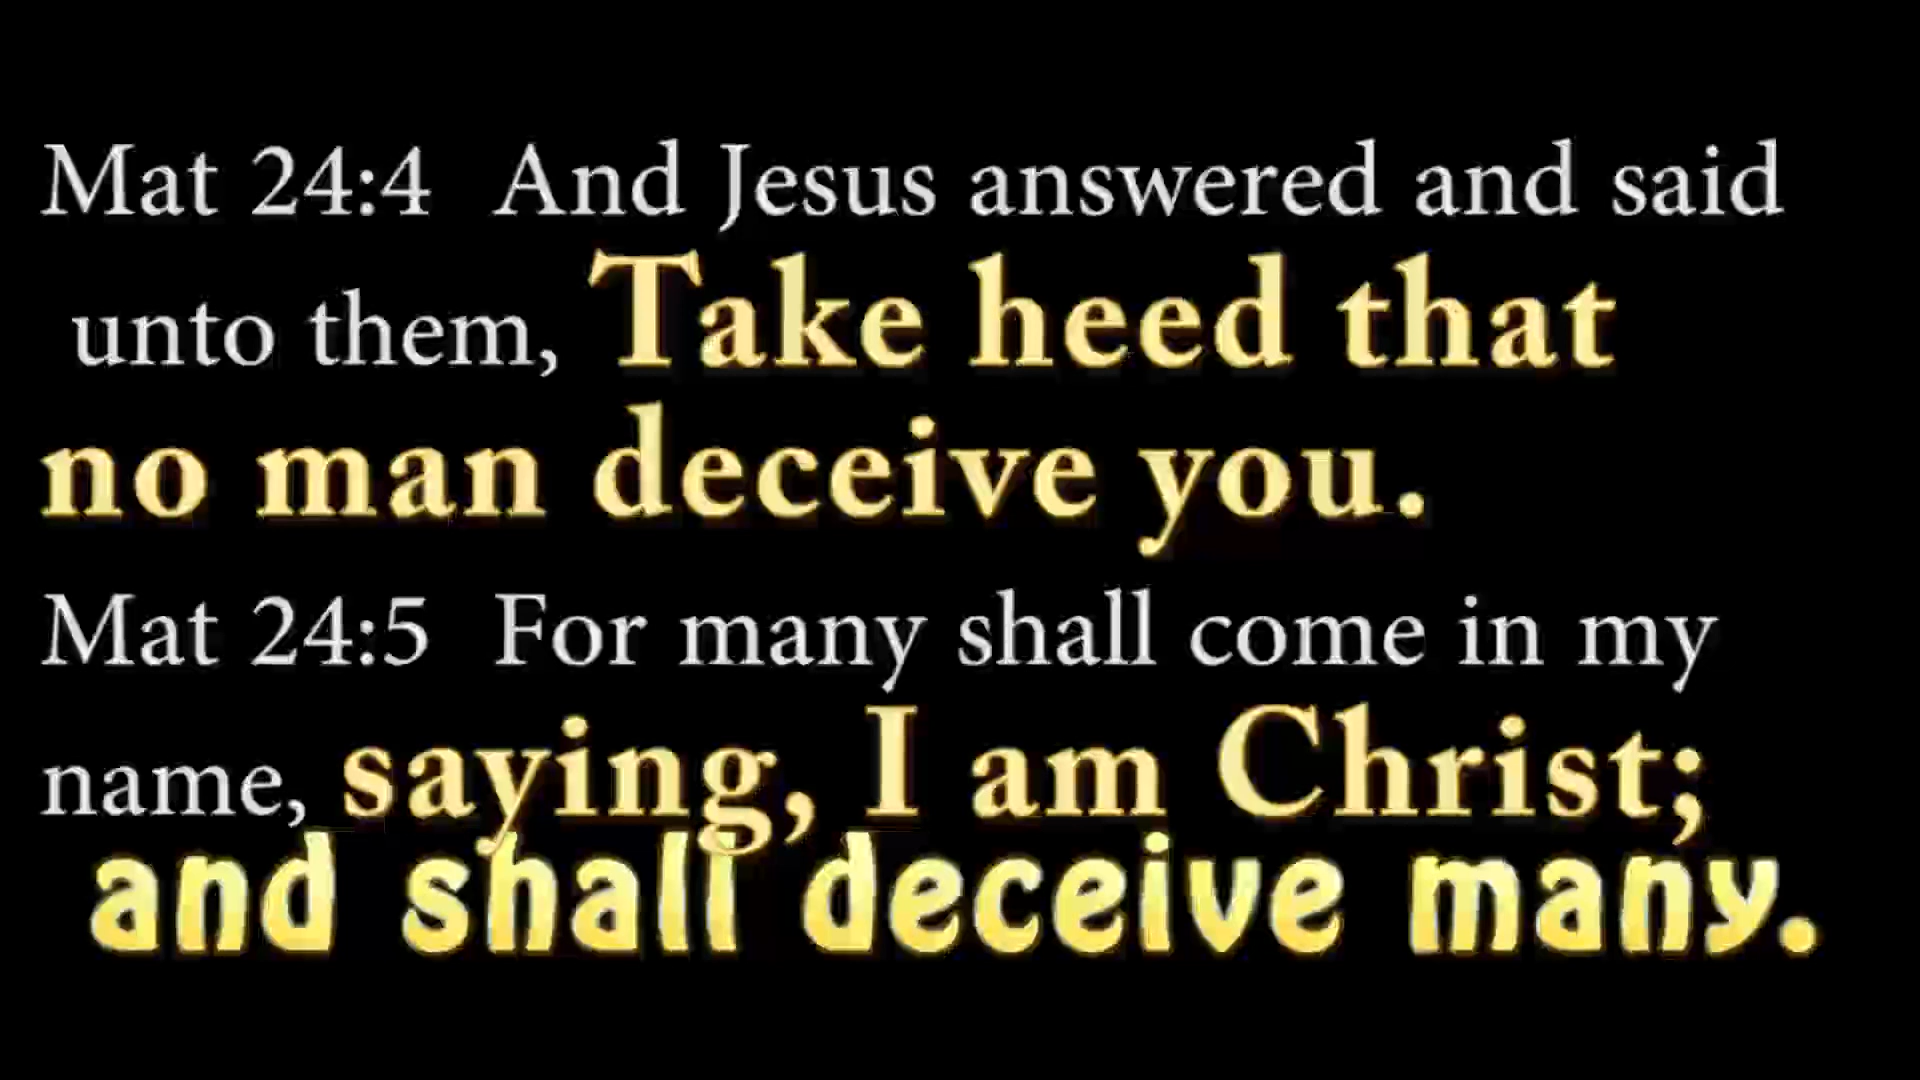 Mat 24:4 And Jesus answered and said
unto them, Take heed that
no man deceive you.
Mat 24:5 For many shall come in my
name, saying, I am Christ;
and shall deceive many.